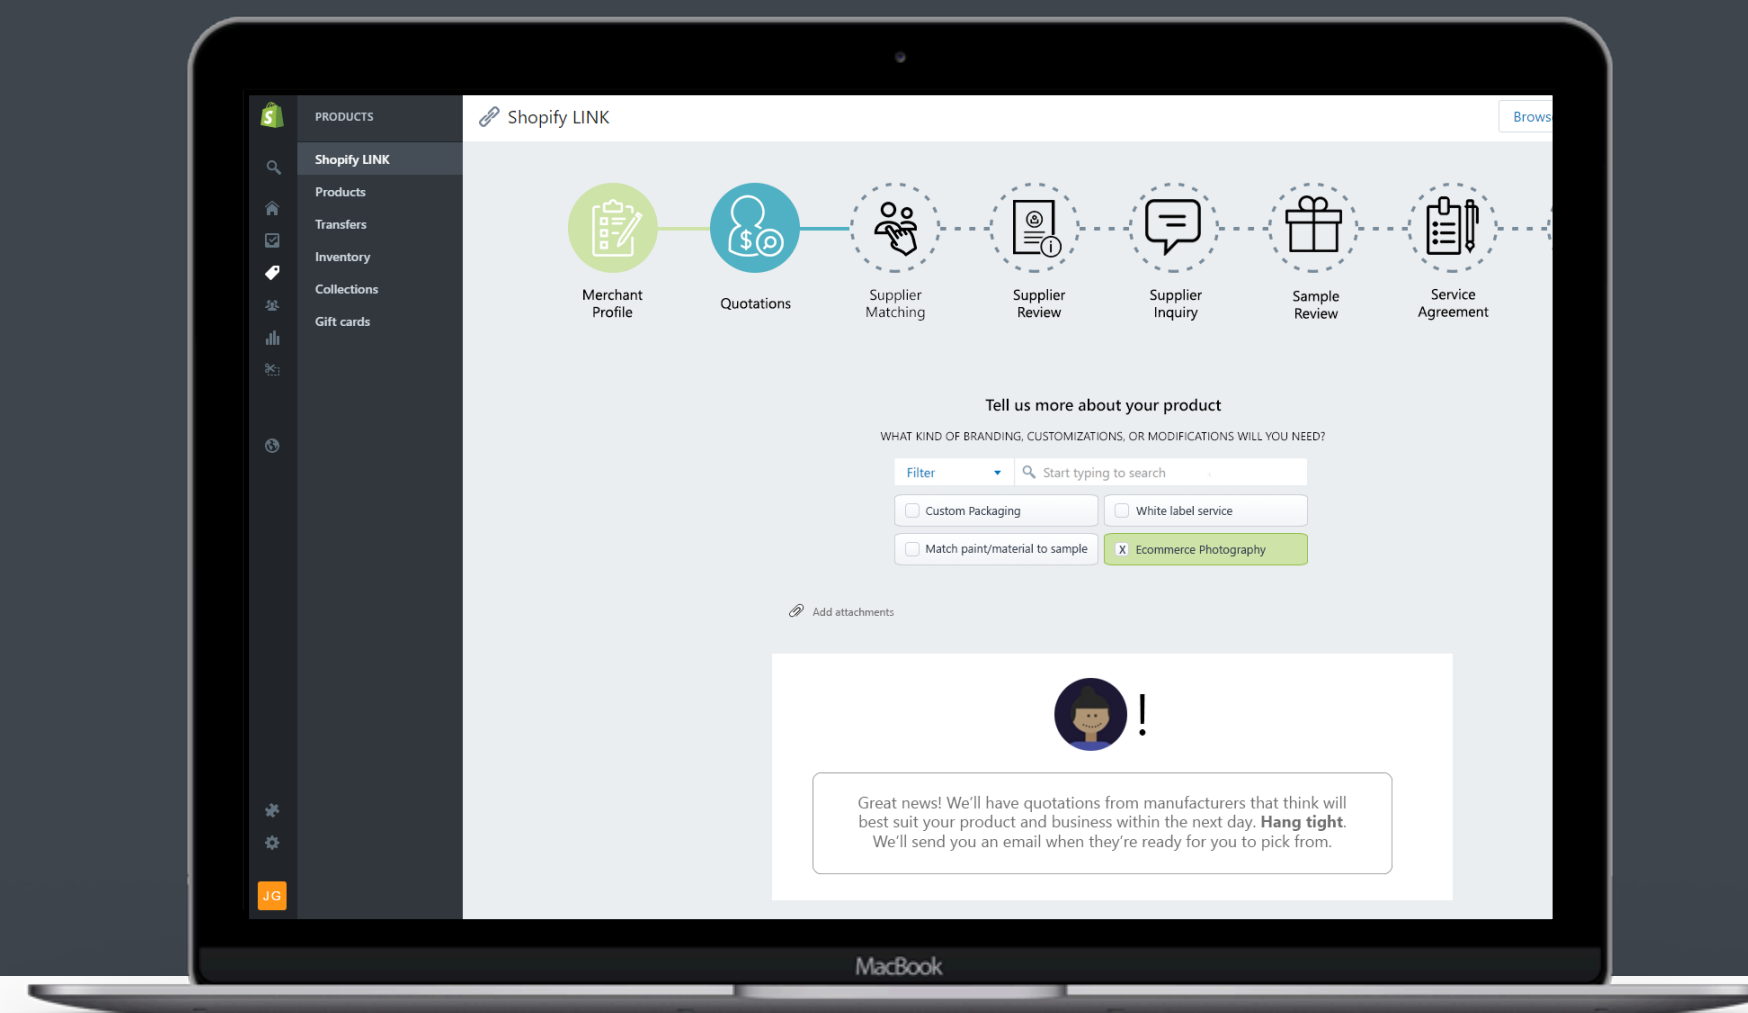 PRODUCTS
Shopify LINK
Products
Transfers
Inventory
Collections
Gift cards
JG
Shopify LINK
Brows
Merchant
Profile
Quotations
Supplier
Matching
Supplier
Review
Supplier
Inquiry
Sample
Review
Service
Agreement
Tell us more about your product
WHAT KIND OF BRANDING, CUSTOMIZATIONS, OR MODIFICATIONS WILL YOU NEED?
Filter
Start typing to search
Custom Packaging
White label service
Match paint/material to sample
X Ecommerce Photography
Add attachments
!
Great news! We'll have quotations from manufacturers that think will
best suit your product and business within the next day. Hang tight.
We'll send you an email when they're ready for you to pick from.
MacBook